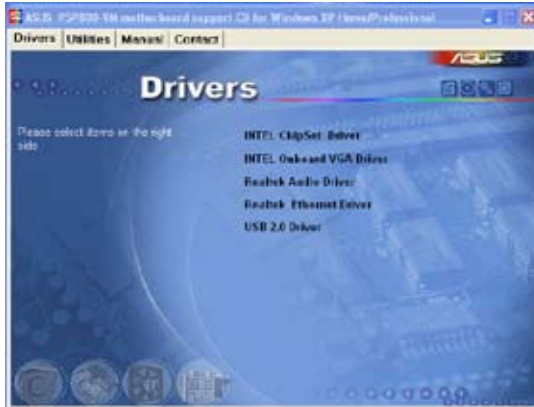 ASUS P5P800-VM motherboard support CD for Windows XP Home/Professional
Drivers Utilities Manual Contact
ASUS
Drivers
Please select items on the right
side
INTEL ChipSet Driver
INTEL Onboard VGA Driver
Realtek Audio Driver
Realtek Ethernet Driver
USB 2.0 Driver